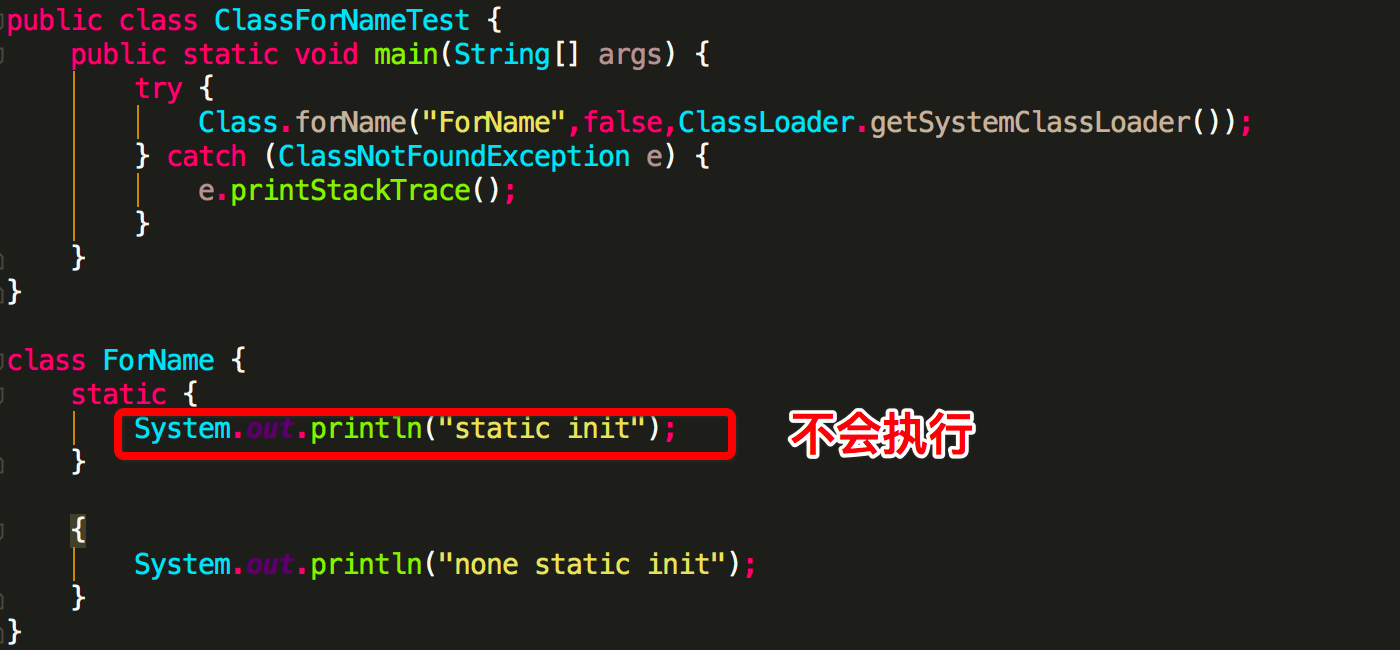 public class ClassForNameTest {
    public static void main(String[] args) {
        try {
            Class.forName("ForName",false,ClassLoader.getSystemClassLoader());
        } catch (ClassNotFoundException e) {
            e.printStackTrace();
        }
    }
}
class ForName {
    static {
        System.out.println("static init"); 不会执行
    }
    {
        System.out.println("none static init");
    }
}